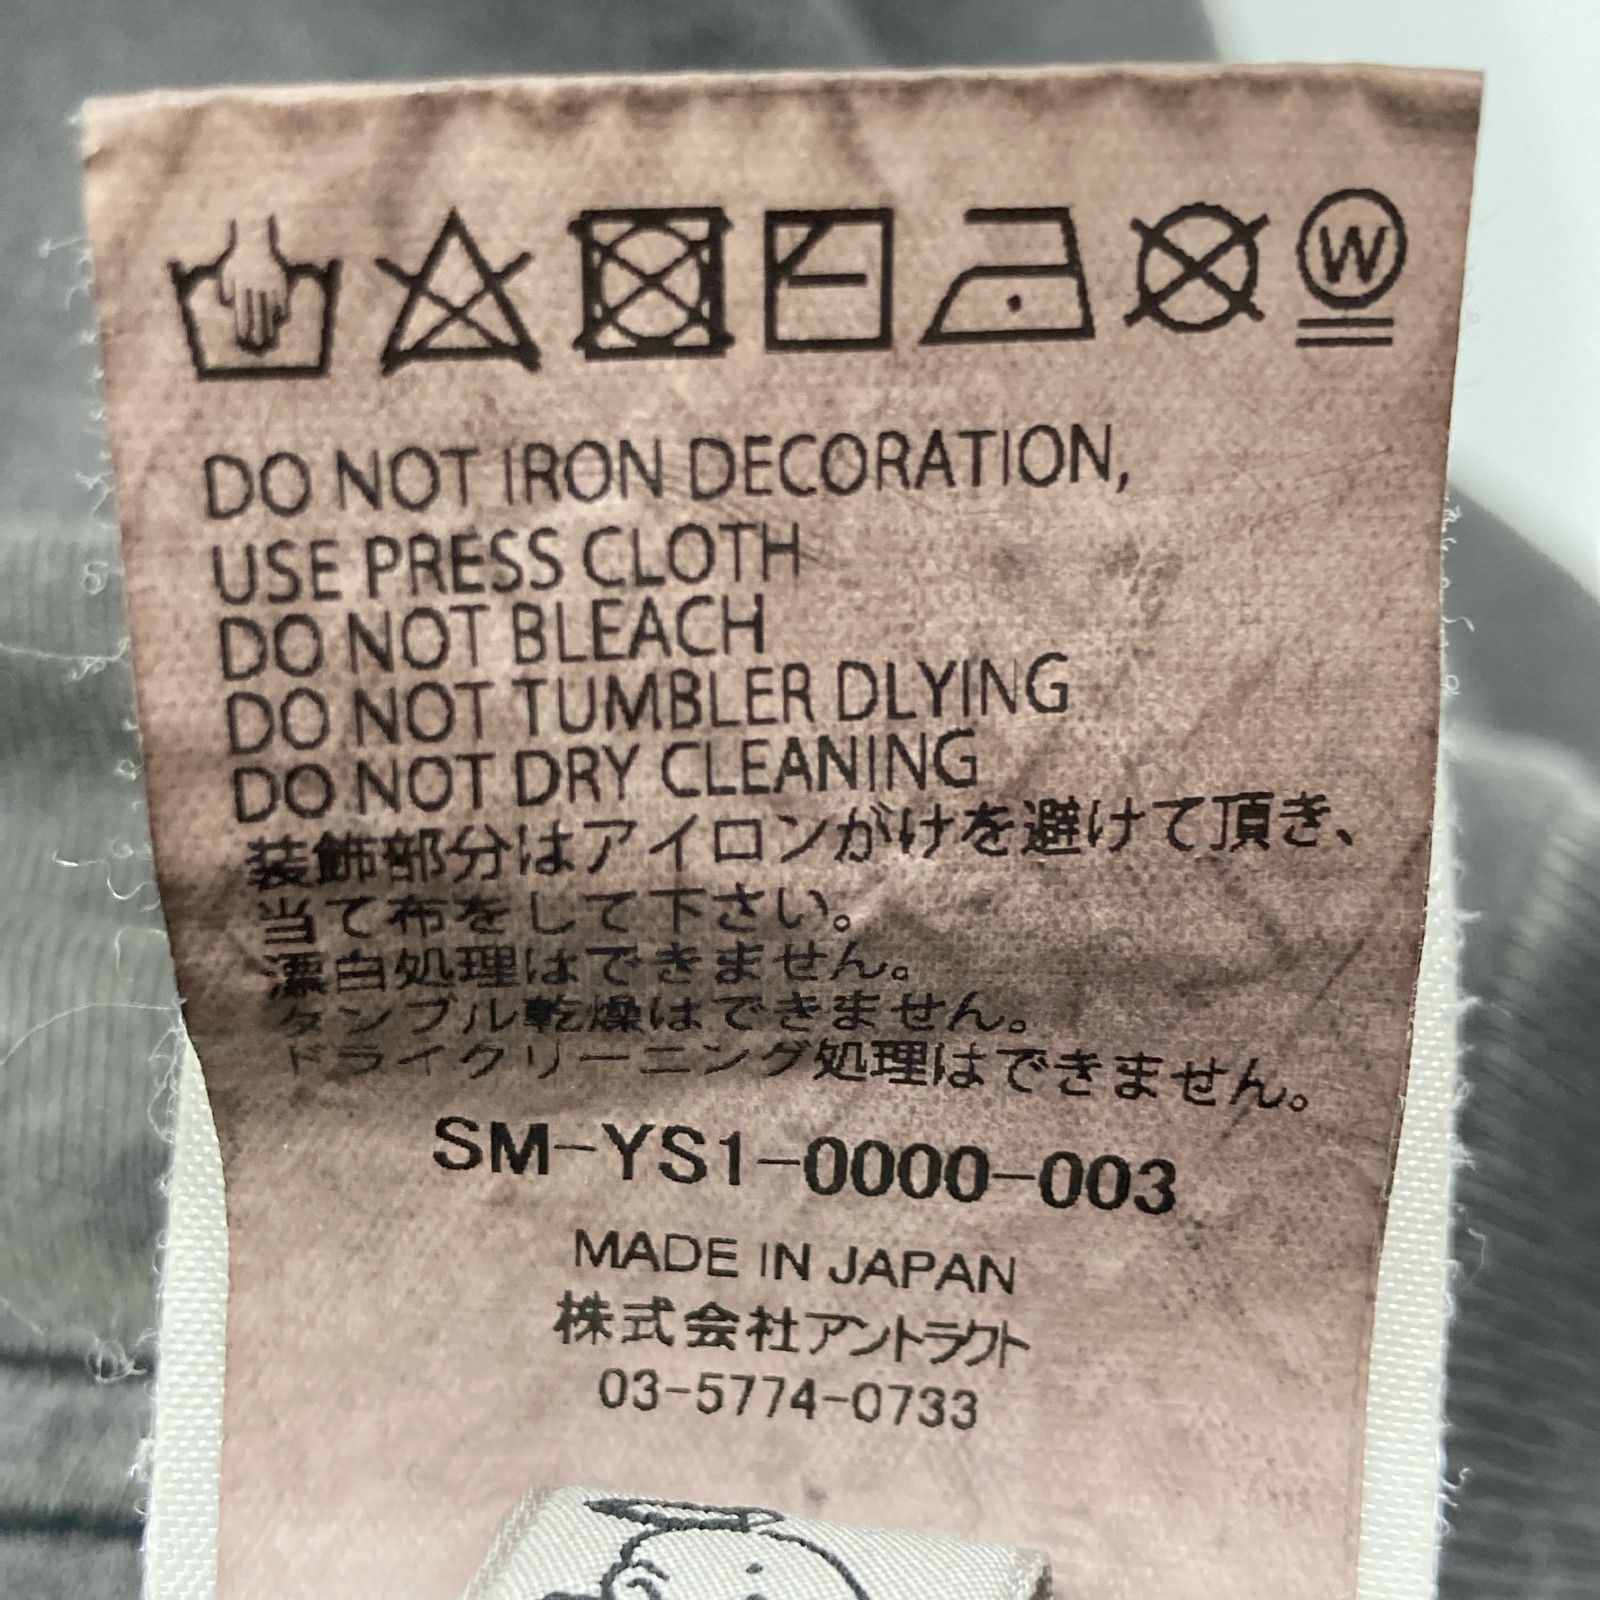 W
DO NOT IRON DECORATION,
USE PRESS CLOTH
DO NOT BLEACH
DO NOT TUMBLER DLYING
DO NOT DRY CLEANING
装飾部分はアイロンがけを避けて頂き、
当て布をして下さい。
漂白処理はできません。
タンブル乾燥はできません。
ドライクリーニング処理はできません。
SM-YS1-0000-003
MADE IN JAPAN
株式会社アントラクト
03-5774-0733